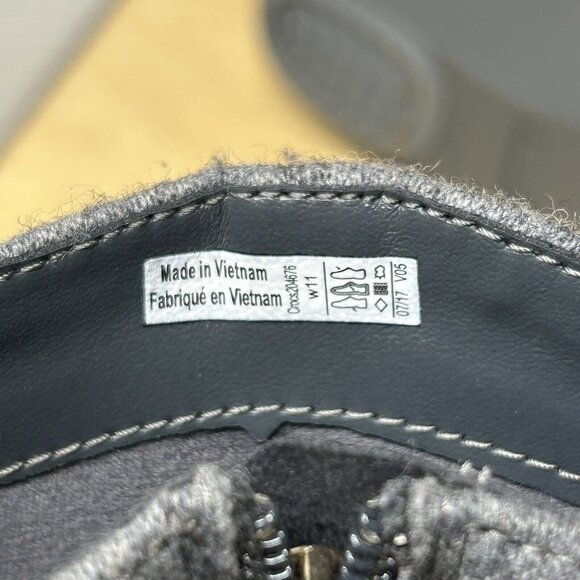 Made in Vietnam
Fabriqué en Vietnam
Crocs204676
W11
07/17 V05